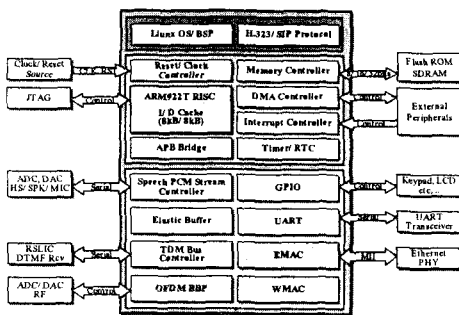 Linux OS/ BSP
H.323/ SIP Protocol
Clock/ Reset
Source
Reset/ Clock
Controller
Memory Controller
Flash ROM
SDRAM
JTAG
Control
ARM922T RISC
I/ D Cache
(8kB/ 8kB)
DMA Controller
Control
Interrupt Controller
Control
External
Peripherals
APB Bridge
Timer/ RTC
ADC, DAC
HS/ SPK/ MIC
Serial
Speech PCM Stream
Controller
GPIO
Control
Keypad, LCD
etc,..
Elastic Buffer
UART
Serial
UART
Transceiver
RSLIC
DTMF Rcv
Serial
TDM Bus
Controller
EMAC
MII
Ethernet
PHY
ADC/ DAC
RF
Control
OFDM BBP
WMAC